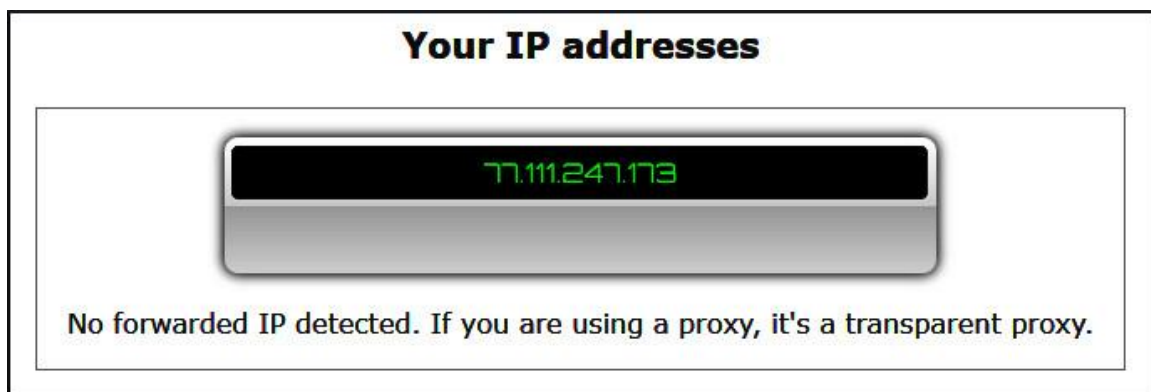 Your IP addresses
77.111.247.173
No forwarded IP detected. If you are using a proxy, it's a transparent proxy.